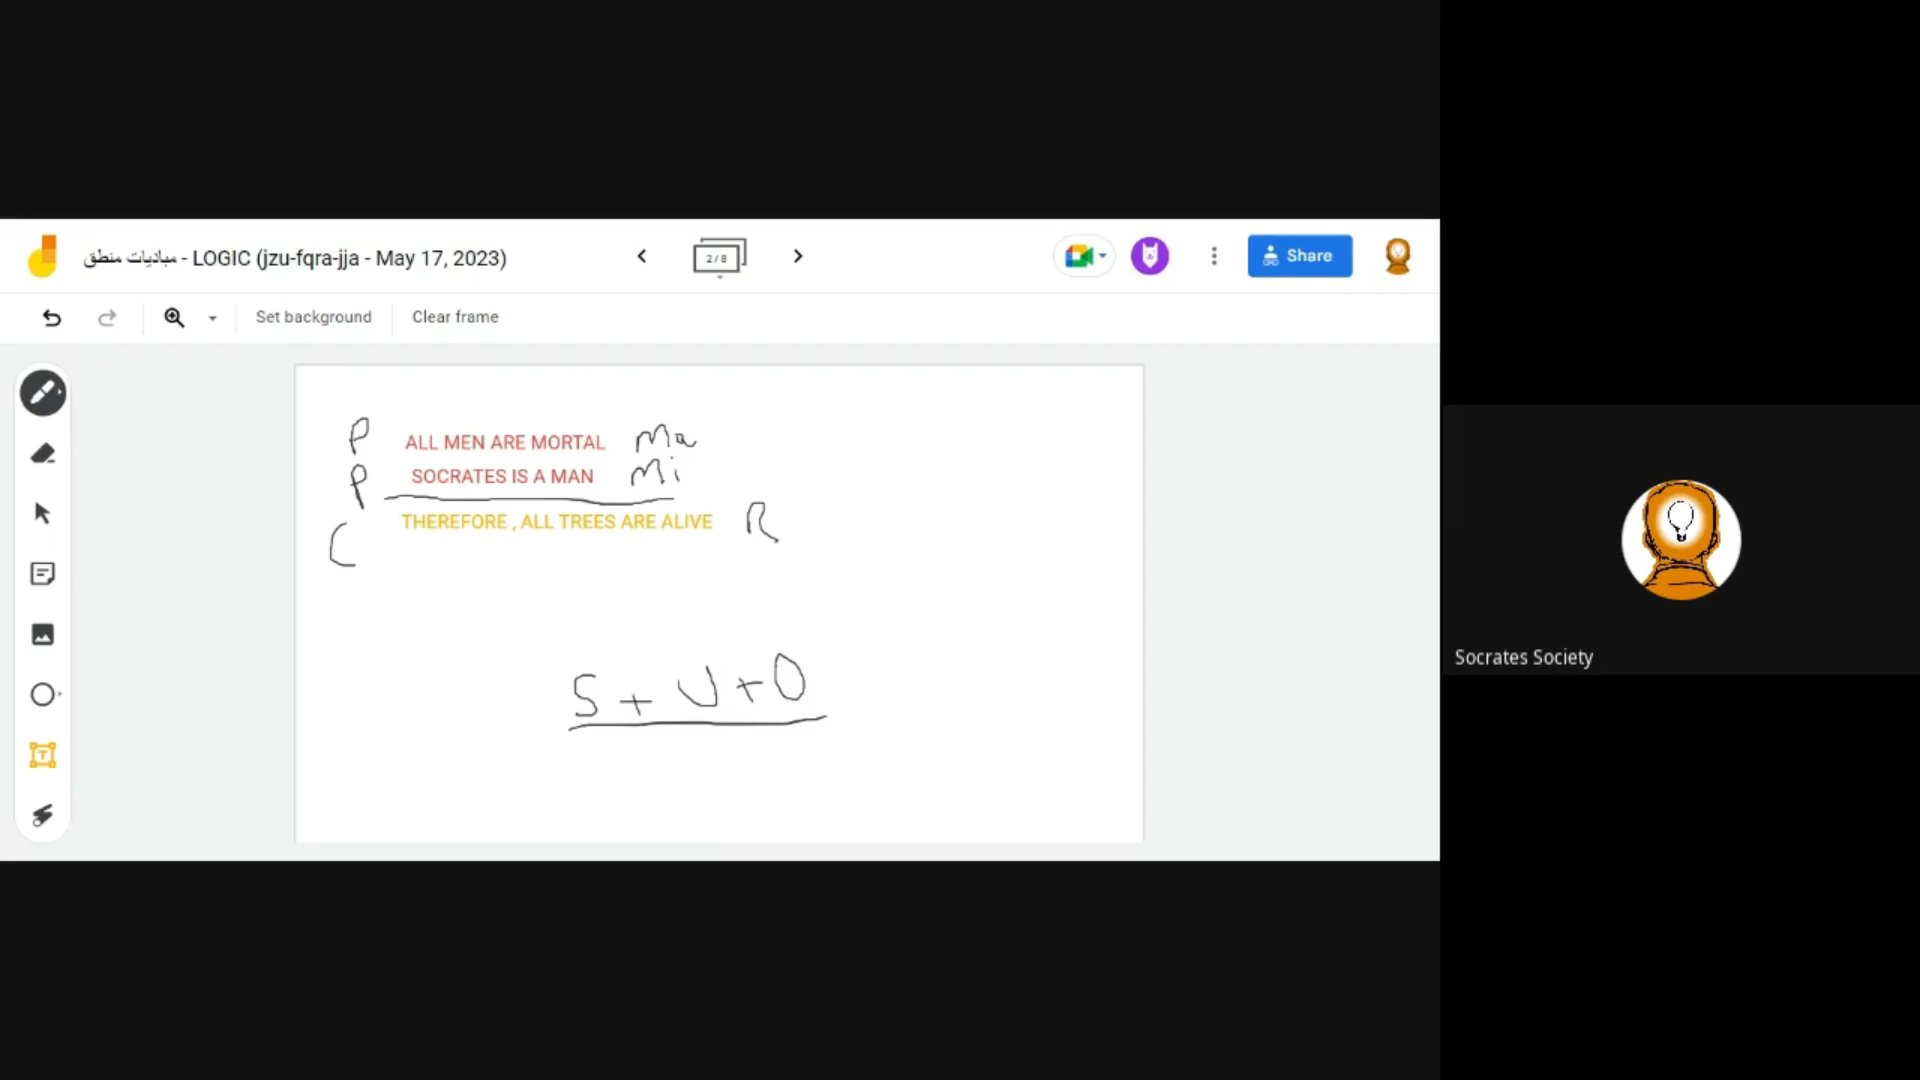 مبادیات منطق - LOGIC (jzu-fqra-jja - May 17, 2023)
2/8
Share
Set background
Clear frame
P ALL MEN ARE MORTAL Ma
P SOCRATES IS A MAN Mi
C THEREFORE , ALL TREES ARE ALIVE R
S + V + O
Socrates Society